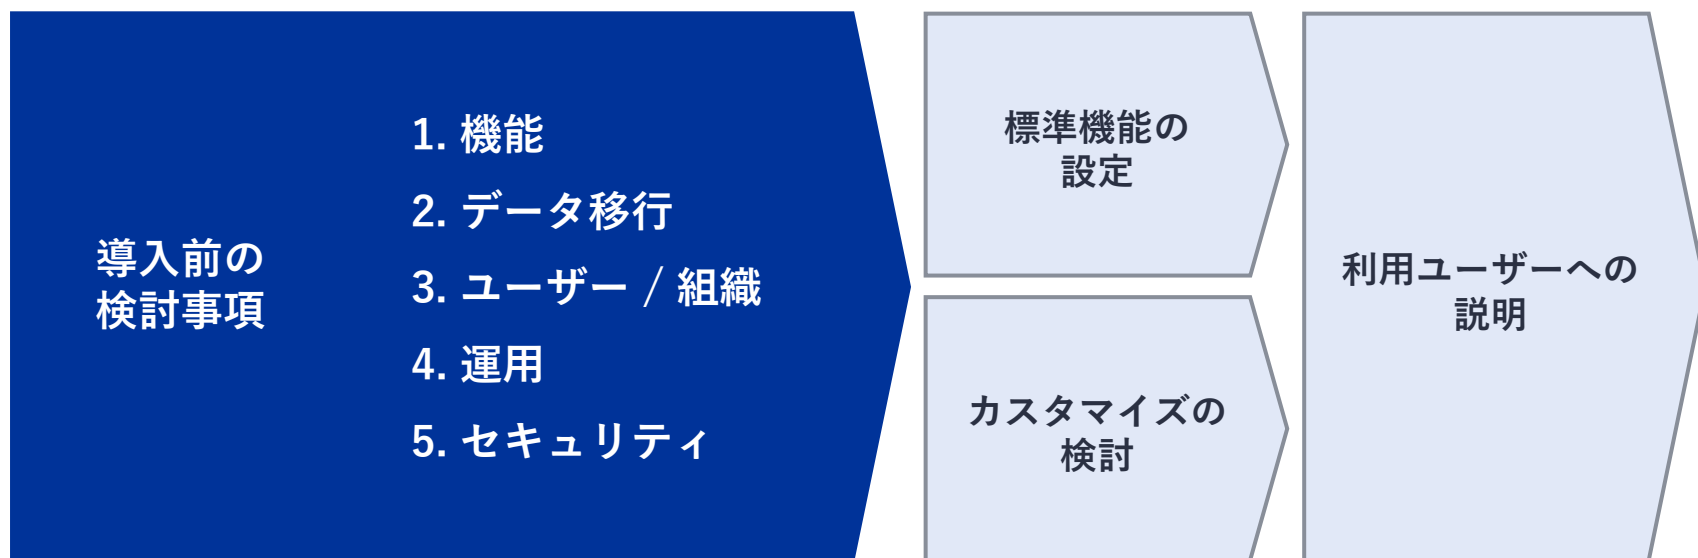 導入前の
検討事項
1. 機能
2. データ移行
3. ユーザー / 組織
4. 運用
5. セキュリティ
標準機能の
設定
カスタマイズの
検討
利用ユーザーへの
説明